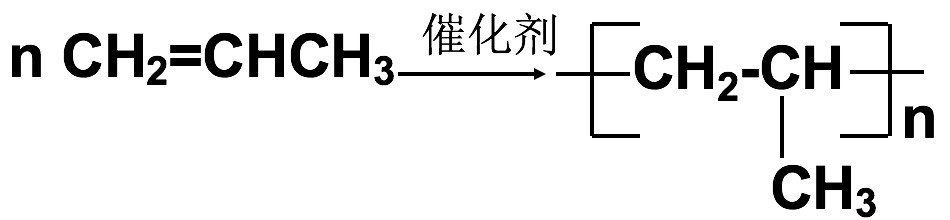 n CH₂=CHCH₃ 催化剂 [CH₂-CH]n
CH₃